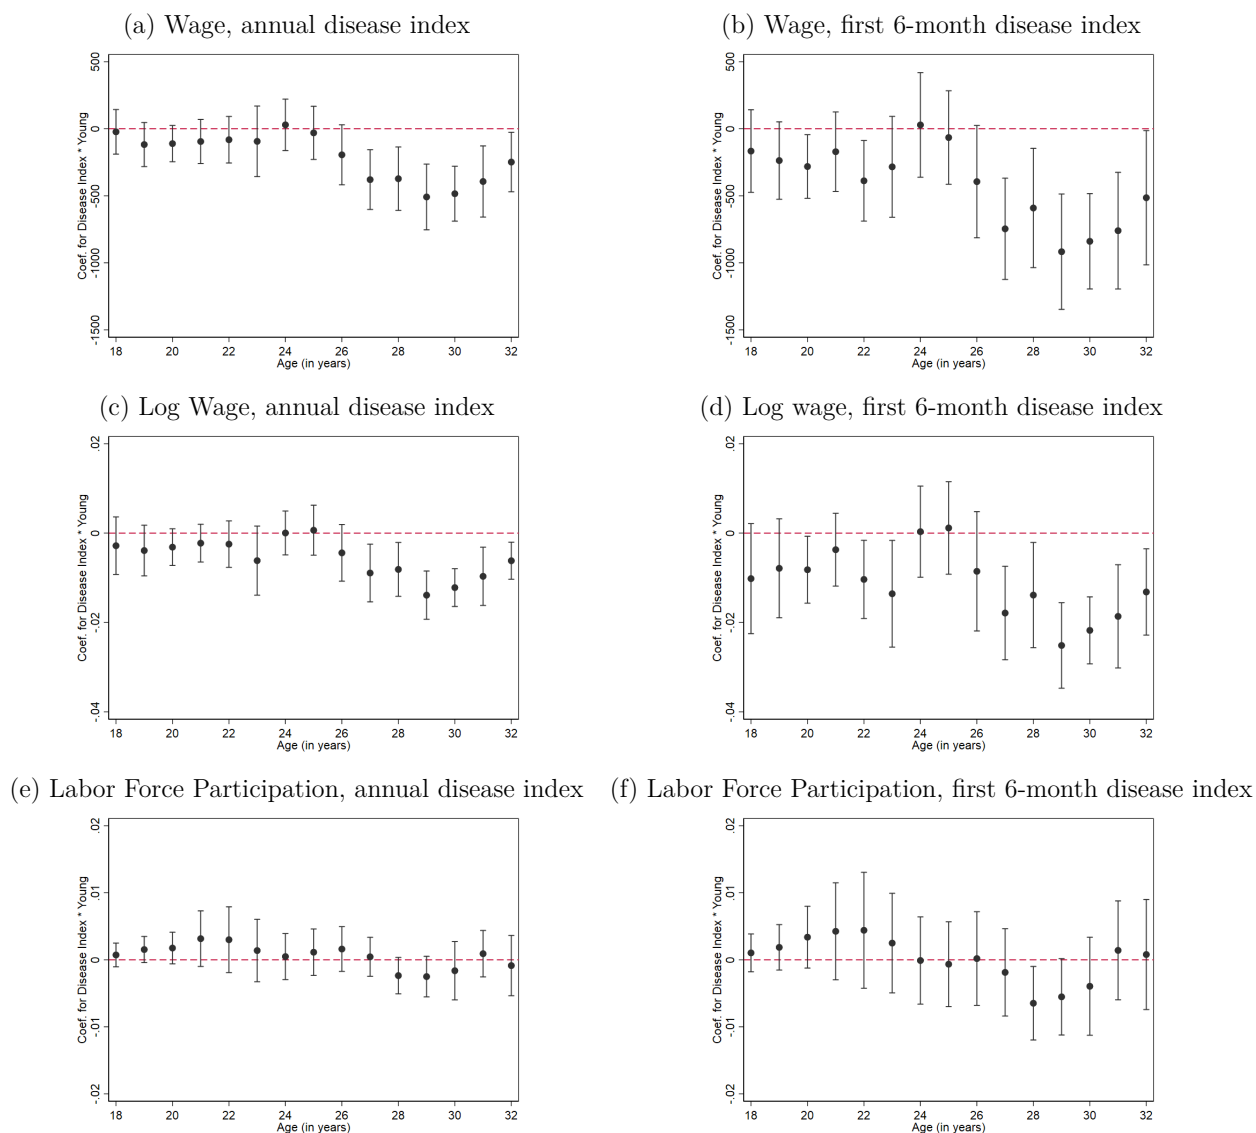 (a) Wage, annual disease index
(b) Wage, first 6-month disease index
Coef. for Disease Index * Young
500
0
-500
-1000
-1500
18 20 22 24 26 28 30 32
Age (in years)
Coef. for Disease Index * Young
500
0
-500
-1000
-1500
18 20 22 24 26 28 30 32
Age (in years)
(c) Log Wage, annual disease index
(d) Log wage, first 6-month disease index
Coef. for Disease Index * Young
.02
0
-.02
-.04
18 20 22 24 26 28 30 32
Age (in years)
Coef. for Disease Index * Young
.02
0
-.02
-.04
18 20 22 24 26 28 30 32
Age (in years)
(e) Labor Force Participation, annual disease index
(f) Labor Force Participation, first 6-month disease index
Coef. for Disease Index * Young
.02
.01
0
-.01
-.02
18 20 22 24 26 28 30 32
Age (in years)
Coef. for Disease Index * Young
.02
.01
0
-.01
-.02
18 20 22 24 26 28 30 32
Age (in years)